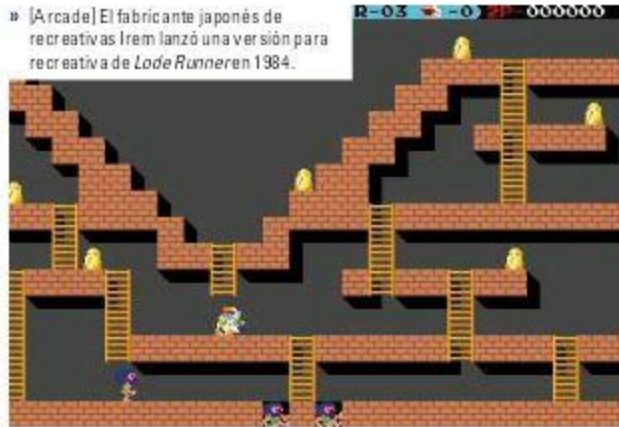 » [Arcade] El fabricante japonés de
recreativas Irem lanzó una versión para
recreativa de Lode Runner en 1984.
R-03 -0 2P-000000